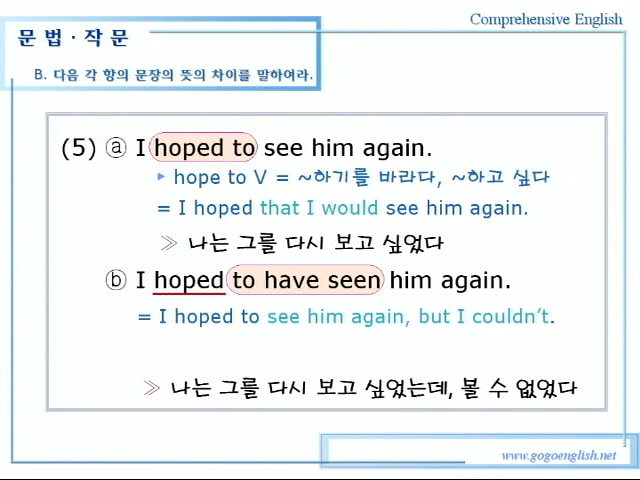 Comprehensive English
문 법 · 작 문
B. 다음 각 항의 문장의 뜻의 차이를 말하여라.
(5) ⓐ I hoped to see him again.
▸ hope to V = ~하기를 바라다, ~하고 싶다
= I hoped that I would see him again.
≫ 나는 그를 다시 보고 싶었다
ⓑ I hoped to have seen him again.
= I hoped to see him again, but I couldn't.
≫ 나는 그를 다시 보고 싶었는데, 볼 수 없었다
www.gogoenglish.net